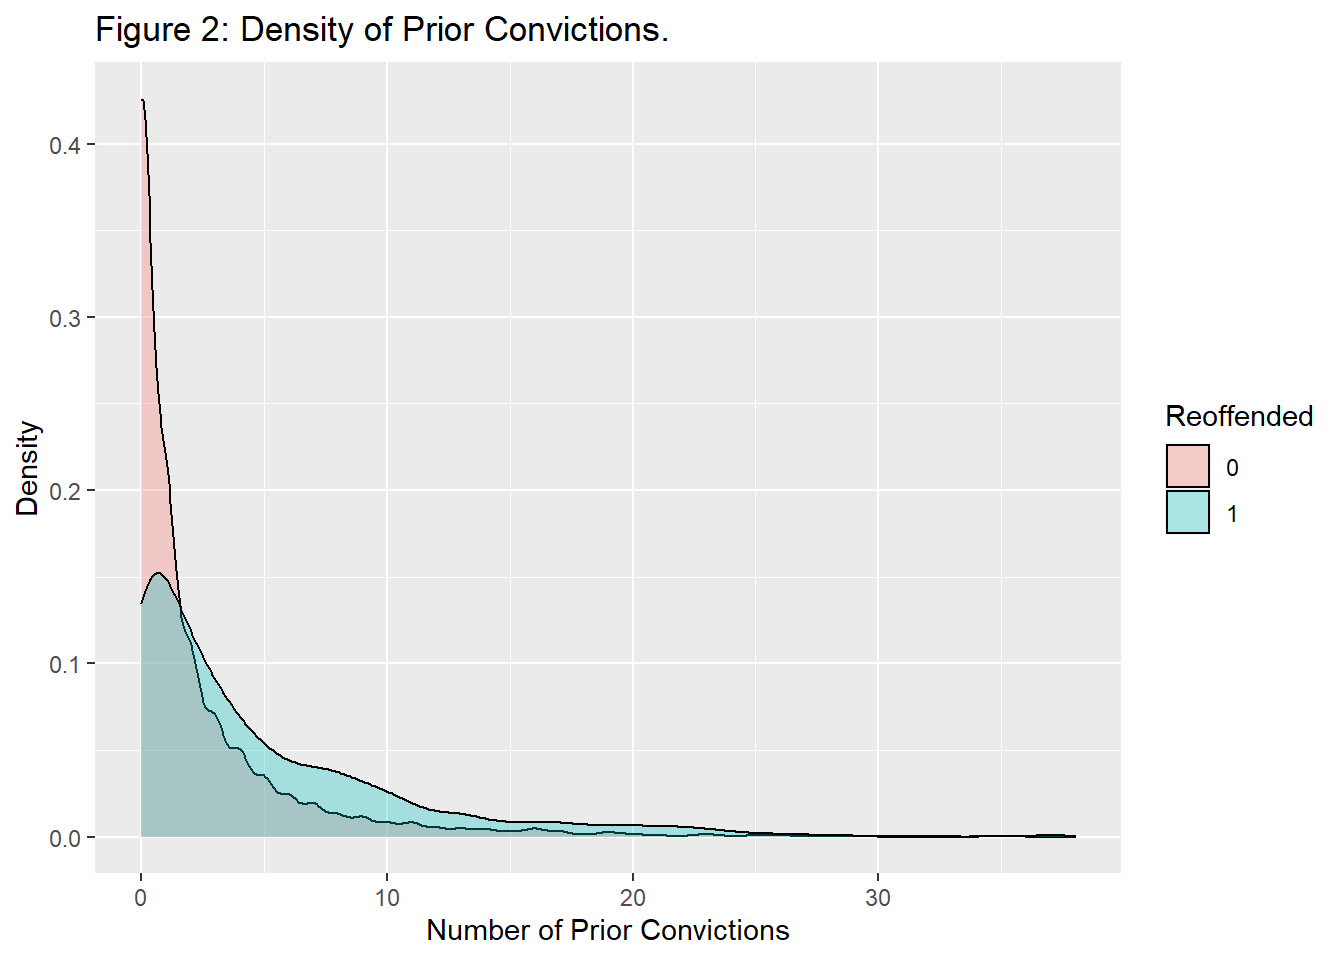 Figure 2: Density of Prior Convictions.
0.4
0.3
0.2
0.1
0.0
Density
0
10
20
30
Number of Prior Convictions
Reoffended
0
1